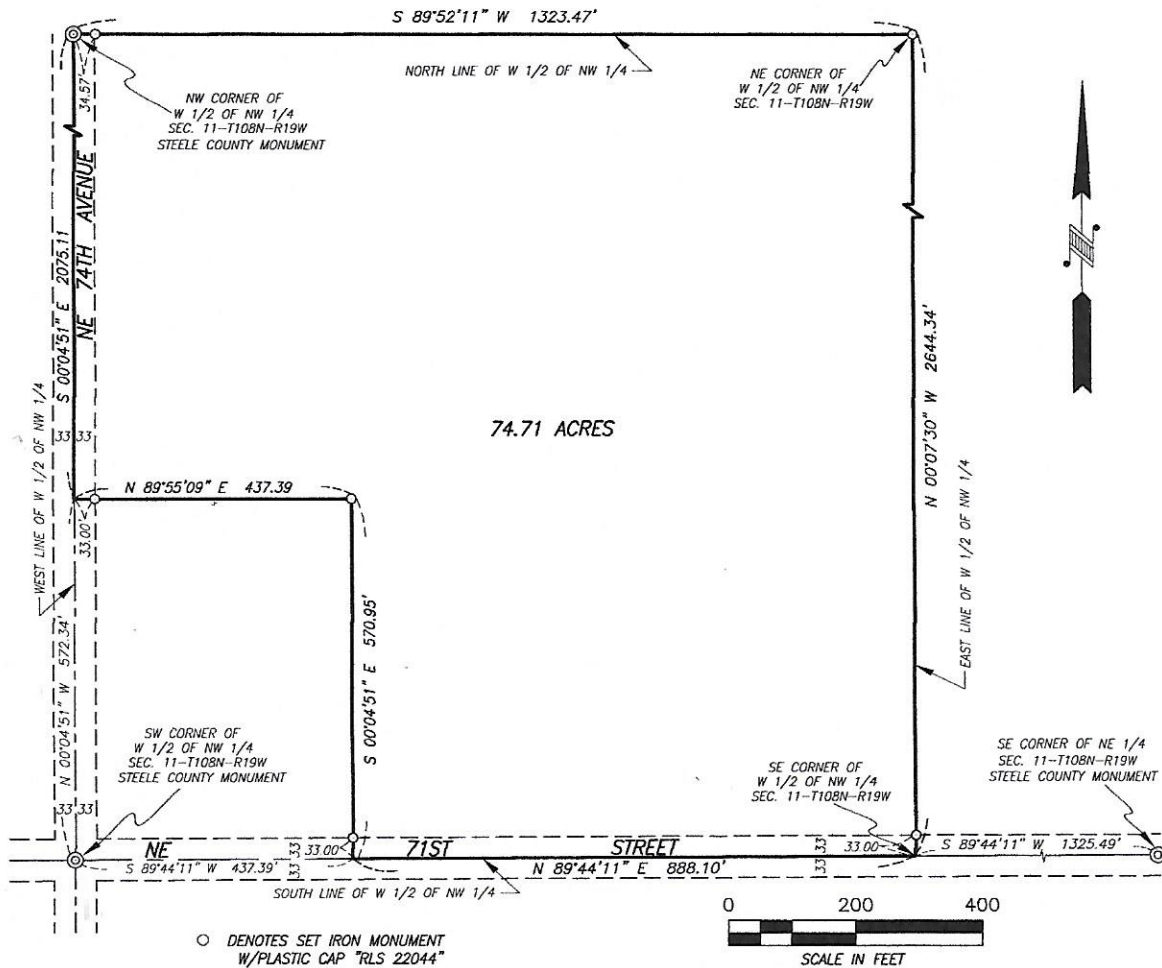 S 89°52'11" W 1323.47'
NORTH LINE OF W 1/2 OF NW 1/4
NW CORNER OF
W 1/2 OF NW 1/4
SEC. 11-T108N-R19W
STEELE COUNTY MONUMENT
NE CORNER OF
W 1/2 OF NW 1/4
SEC. 11-T108N-R19W
34.57'
NE 74TH AVENUE
S 00°04'51" E 2075.11
33 33
WEST LINE OF W 1/2 OF NW 1/4
74.71 ACRES
N 00°07'30" W 2644.34'
EAST LINE OF W 1/2 OF NW 1/4
N 89°55'09" E 437.39
33.00'
N 00°04'51" W 572.34'
S 00°04'51" E 570.95'
SW CORNER OF
W 1/2 OF NW 1/4
SEC. 11-T108N-R19W
STEELE COUNTY MONUMENT
SE CORNER OF
W 1/2 OF NW 1/4
SEC. 11-T108N-R19W
SE CORNER OF NE 1/4
SEC. 11-T108N-R19W
STEELE COUNTY MONUMENT
33 33
NE 71ST STREET
33.00'
33 33
33.00'
33 33
S 89°44'11" W 437.39'
N 89°44'11" E 888.10'
S 89°44'11" W 1325.49'
SOUTH LINE OF W 1/2 OF NW 1/4
○ DENOTES SET IRON MONUMENT
W/PLASTIC CAP "RLS 22044"
0 200 400
SCALE IN FEET